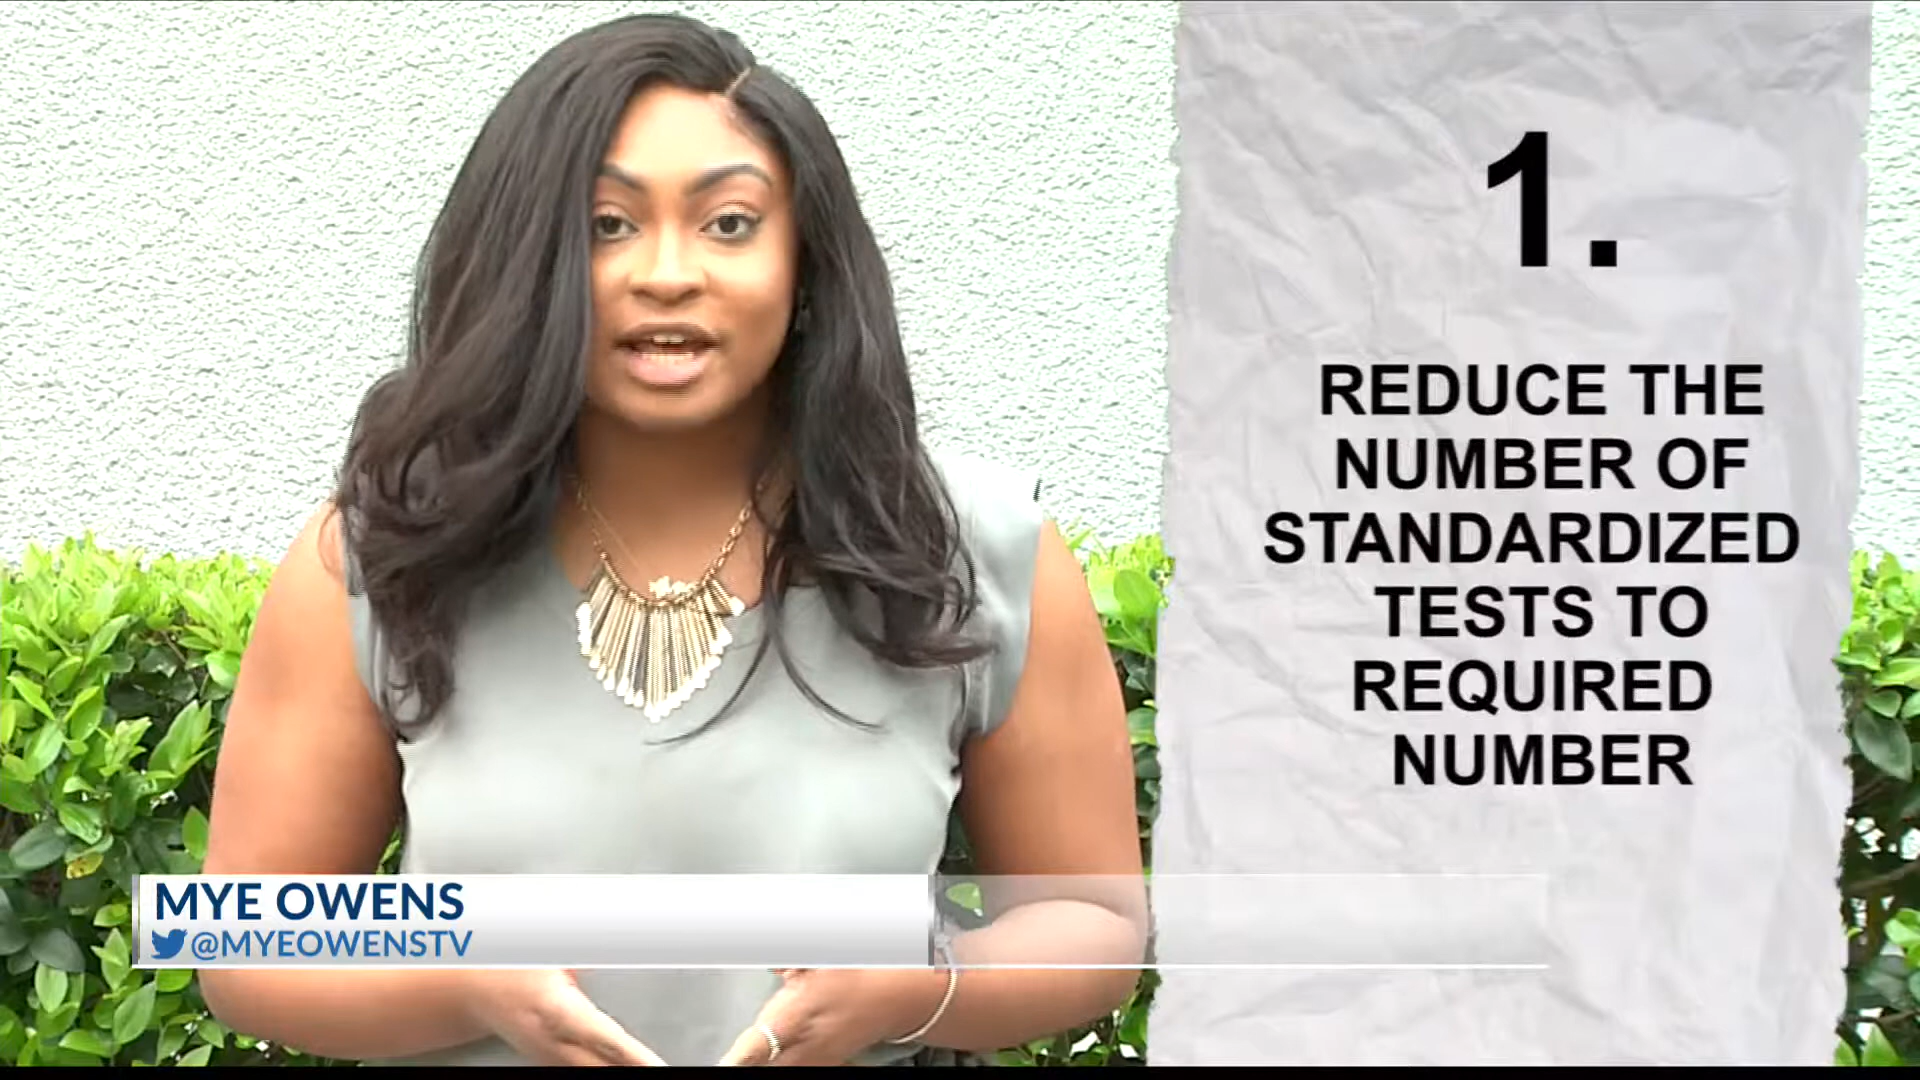 1.
REDUCE THE
NUMBER OF
STANDARDIZED
TESTS TO
REQUIRED
NUMBER
MYE OWENS
@MYEOWENSTV